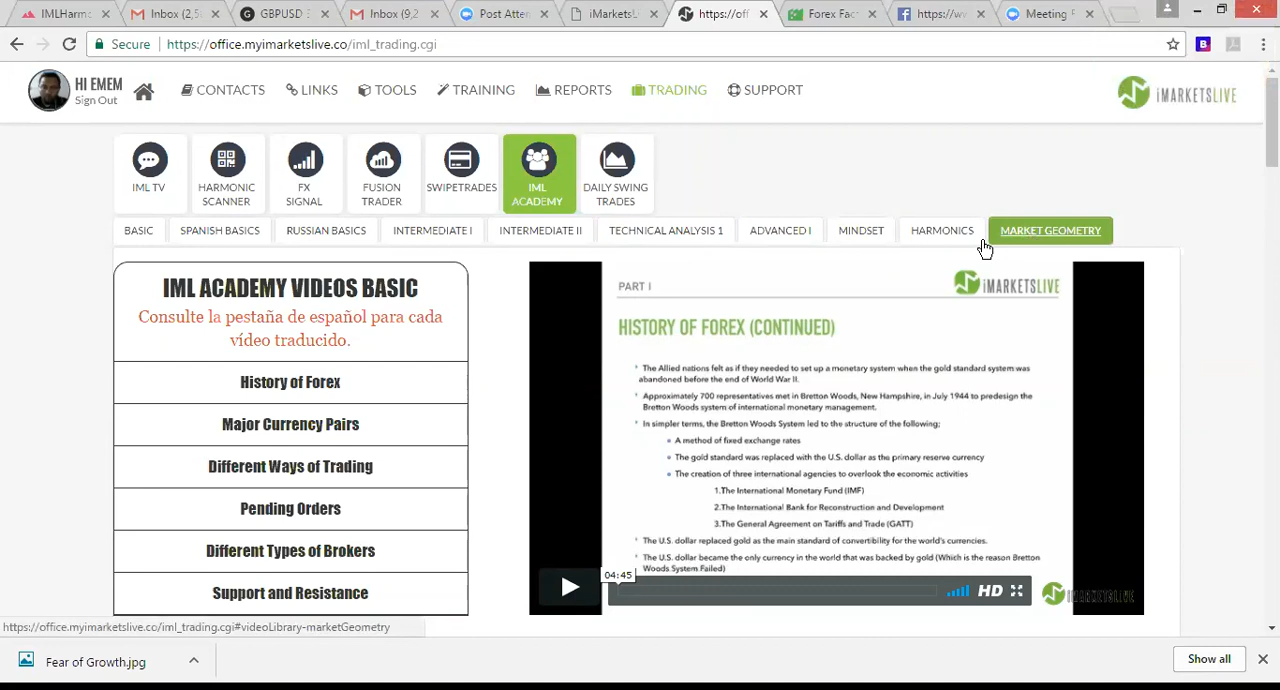 IMLHarm
Inbox (2,5
GBPUSD
Inbox (9,2
Post Atter
iMarketsL
https://off
Forex Fac
https://ww
Meeting F
Secure
https://office.myimarketslive.co/iml_trading.cgi
HI EMEM
Sign Out
CONTACTS
LINKS
TOOLS
TRAINING
REPORTS
TRADING
SUPPORT
iMARKETSLIVE
IML TV
HARMONIC
SCANNER
FX
SIGNAL
FUSION
TRADER
SWIPETRADES
IML
ACADEMY
DAILY SWING
TRADES
BASIC
SPANISH BASICS
RUSSIAN BASICS
INTERMEDIATE I
INTERMEDIATE II
TECHNICAL ANALYSIS 1
ADVANCED I
MINDSET
HARMONICS
MARKET GEOMETRY
IML ACADEMY VIDEOS BASIC
Consulte la pestaña de español para cada
vídeo traducido.
History of Forex
Major Currency Pairs
Different Ways of Trading
Pending Orders
Different Types of Brokers
Support and Resistance
PART I
iMARKETSLIVE
HISTORY OF FOREX (CONTINUED)
The Allied nations felt as if they needed to set up a monetary system when the gold standard system was
abandoned before the end of World War II.
Approximately 700 representatives met in Bretton Woods, New Hampshire, in July 1944 to predesign the
Bretton Woods system of international monetary management.
In simpler terms, the Bretton Woods System led to the structure of the following;
A method of fixed exchange rates
The gold standard was replaced with the U.S. dollar as the primary reserve currency
The creation of three international agencies to overlook the economic activities
1.The International Monetary Fund (IMF)
2.The International Bank for Reconstruction and Development
3.The General Agreement on Tariffs and Trade (GATT)
The U.S. dollar replaced gold as the main standard of convertibility for the world's currencies.
The U.S. dollar became the only currency in the world that was backed by gold (Which is the reason Bretton
Woods System Failed)
04:45
HD
iMARKETSLIVE
https://office.myimarketslive.co/iml_trading.cgi#videoLibrary-marketGeometry
Fear of Growth.jpg
Show all